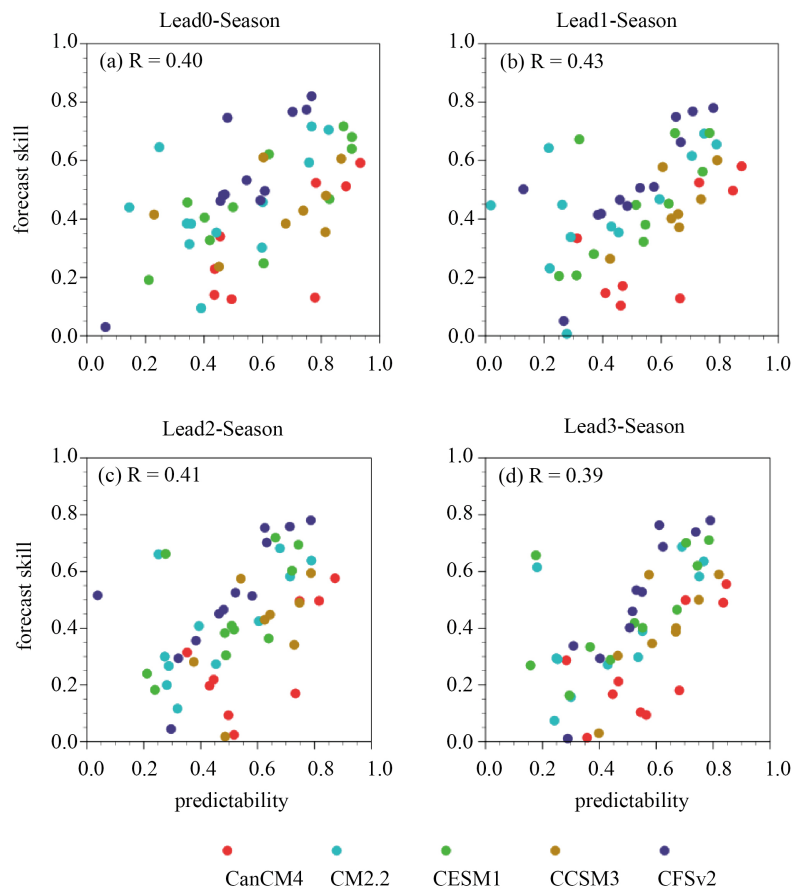 Lead0-Season
Lead1-Season
(a) R = 0.40
(b) R = 0.43
forecast skill
1.0
0.8
0.6
0.4
0.2
0.0
0.0 0.2 0.4 0.6 0.8 1.0
1.0
0.8
0.6
0.4
0.2
0.0
0.0 0.2 0.4 0.6 0.8 1.0
Lead2-Season
Lead3-Season
(c) R = 0.41
(d) R = 0.39
forecast skill
1.0
0.8
0.6
0.4
0.2
0.0
0.0 0.2 0.4 0.6 0.8 1.0
predictability
1.0
0.8
0.6
0.4
0.2
0.0
0.0 0.2 0.4 0.6 0.8 1.0
predictability
CanCM4 CM2.2 CESM1 CCSM3 CFSv2